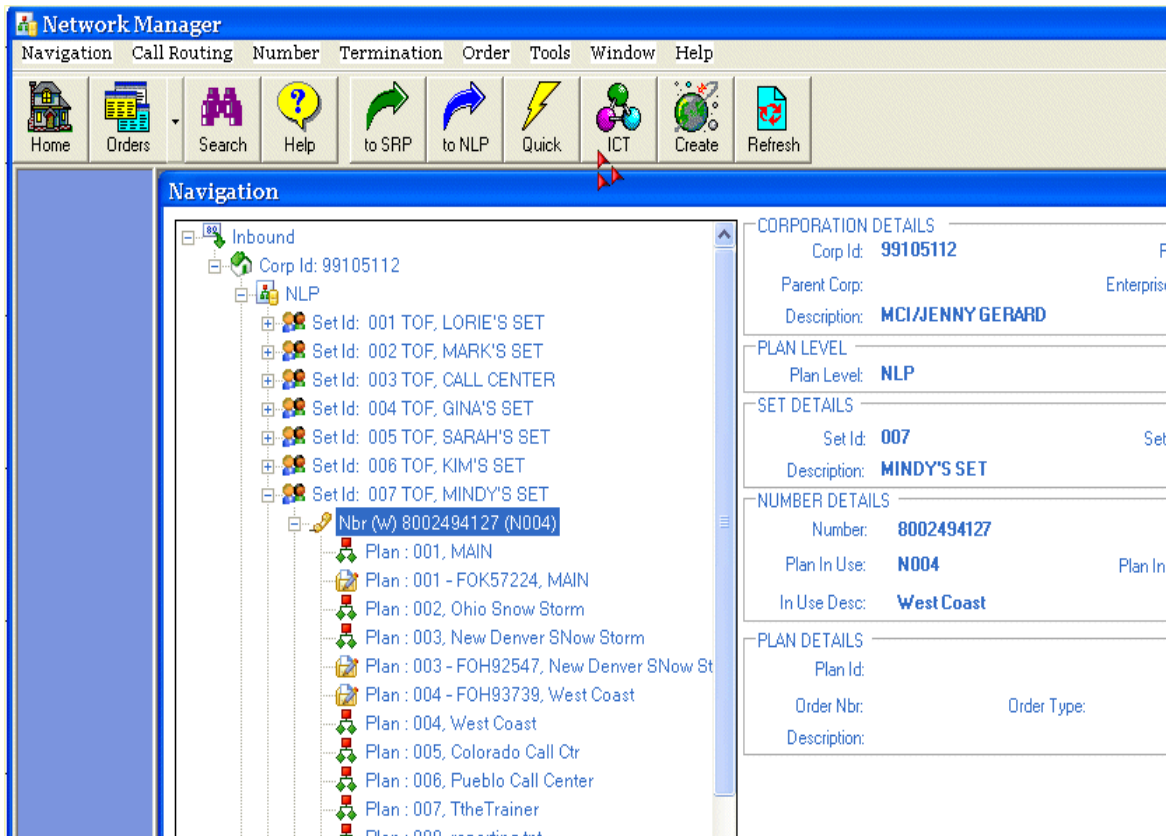 Network Manager
Navigation Call Routing Number Termination Order Tools Window Help
Home Orders Search Help to SRP to NLP Quick ICT Create Refresh
Navigation
Inbound
Corp Id: 99105112
NLP
Set Id: 001 TOF, LORIE'S SET
Set Id: 002 TOF, MARK'S SET
Set Id: 003 TOF, CALL CENTER
Set Id: 004 TOF, GINA'S SET
Set Id: 005 TOF, SARAH'S SET
Set Id: 006 TOF, KIM'S SET
Set Id: 007 TOF, MINDY'S SET
Nbr (W) 8002494127 (N004)
Plan : 001, MAIN
Plan : 001 - FOK57224, MAIN
Plan : 002, Ohio Snow Storm
Plan : 003, New Denver SNow Storm
Plan : 003 - FOH92547, New Denver SNow St
Plan : 004 - FOH93739, West Coast
Plan : 004, West Coast
Plan : 005, Colorado Call Ctr
Plan : 006, Pueblo Call Center
Plan : 007, TtheTrainer
CORPORATION DETAILS
Corp Id: 99105112
Parent Corp: Enterprise
Description: MCI/JENNY GERARD
PLAN LEVEL
Plan Level: NLP
SET DETAILS
Set Id: 007 Set
Description: MINDY'S SET
NUMBER DETAILS
Number: 8002494127
Plan In Use: N004 Plan In
In Use Desc: West Coast
PLAN DETAILS
Plan Id:
Order Nbr: Order Type:
Description: